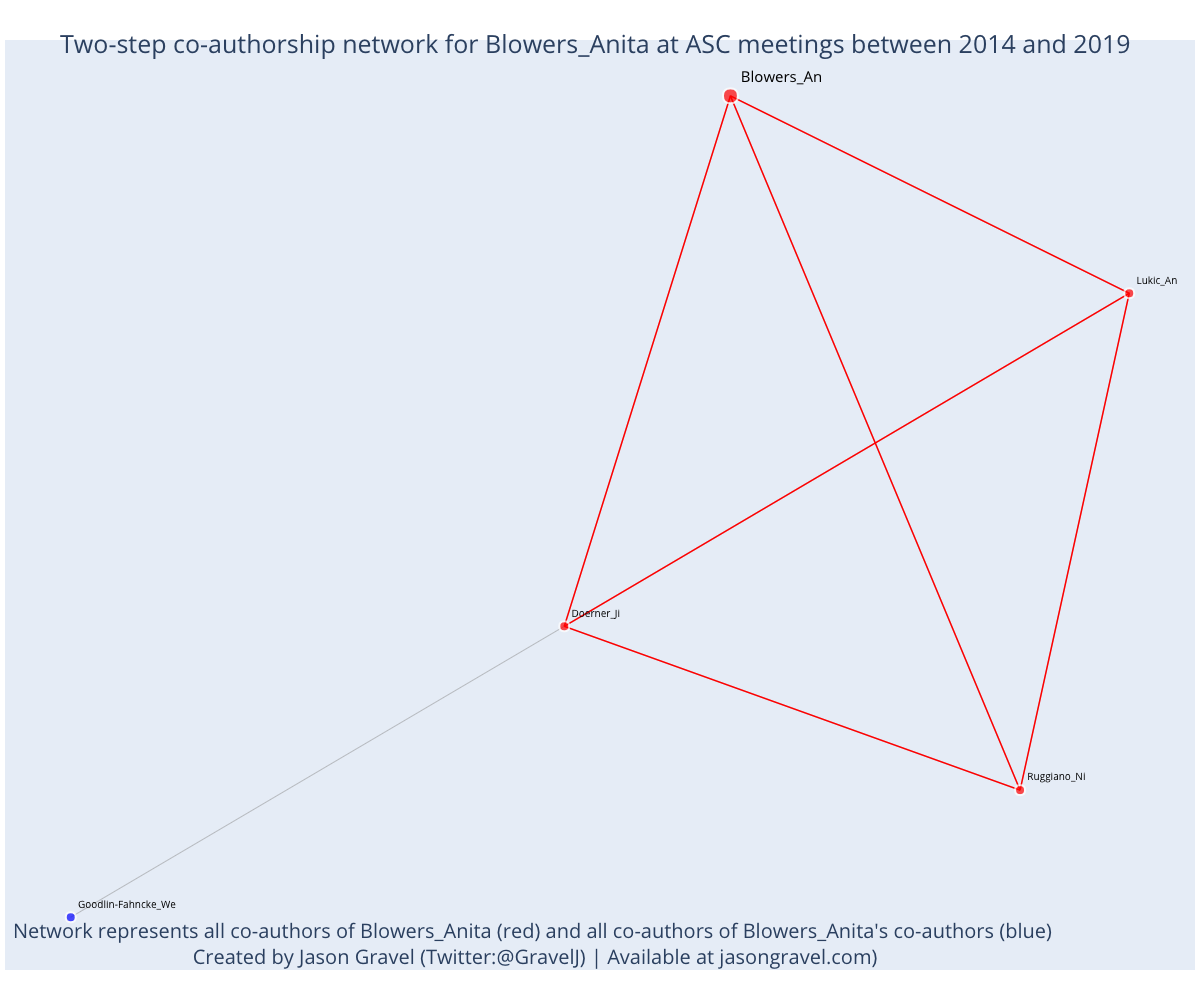 Two-step co-authorship network for Blowers_Anita at ASC meetings between 2014 and 2019
Blowers_An
Lukic_An
Doerner_Ji
Ruggiano_Ni
Goodlin-Fahncke_We
Network represents all co-authors of Blowers_Anita (red) and all co-authors of Blowers_Anita's co-authors (blue)
Created by Jason Gravel (Twitter:@GravelJ) | Available at jasongravel.com)